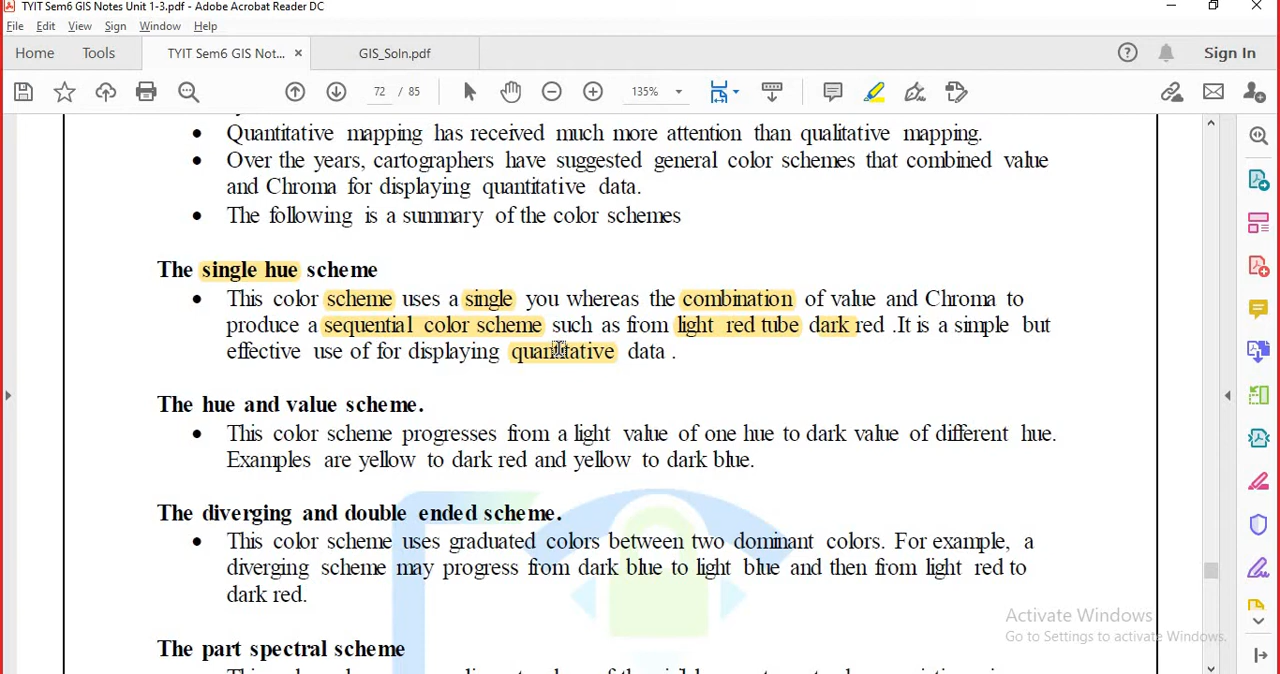 TYIT Sem6 GIS Notes Unit 1-3.pdf - Adobe Acrobat Reader DC
File Edit View Sign Window Help
Home Tools TYIT Sem6 GIS Not... × GIS_Soln.pdf Sign In
72 / 85 135%
• Quantitative mapping has received much more attention than qualitative mapping.
• Over the years, cartographers have suggested general color schemes that combined value
and Chroma for displaying quantitative data.
• The following is a summary of the color schemes
The single hue scheme
• This color scheme uses a single you whereas the combination of value and Chroma to
produce a sequential color scheme such as from light red tube dark red .It is a simple but
effective use of for displaying quantitative data .
The hue and value scheme.
• This color scheme progresses from a light value of one hue to dark value of different hue.
Examples are yellow to dark red and yellow to dark blue.
The diverging and double ended scheme.
• This color scheme uses graduated colors between two dominant colors. For example, a
diverging scheme may progress from dark blue to light blue and then from light red to
dark red.
Activate Windows
Go to Settings to activate Windows.
The part spectral scheme